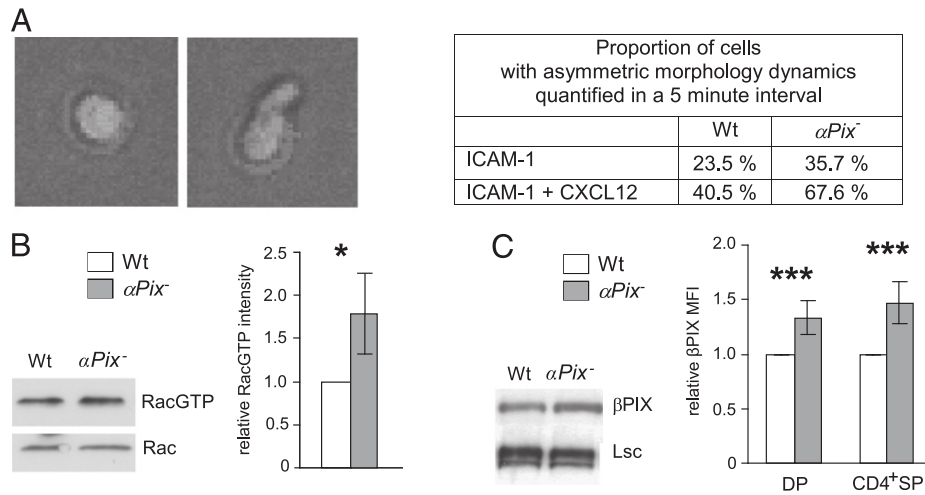 A
Proportion of cells
with asymmetric morphology dynamics
quantified in a 5 minute interval
Wt αPix⁻
ICAM-1 23.5 % 35.7 %
ICAM-1 + CXCL12 40.5 % 67.6 %
B
Wt
αPix⁻
Wt αPix⁻
RacGTP
Rac
relative RacGTP intensity
2.5
2.0
1.5
1.0
0.5
0
*
C
Wt
αPix⁻
Wt αPix⁻
βPIX
Lsc
relative βPIX MFI
2.0
1.5
1.0
0.5
0
***
***
DP CD4⁺SP